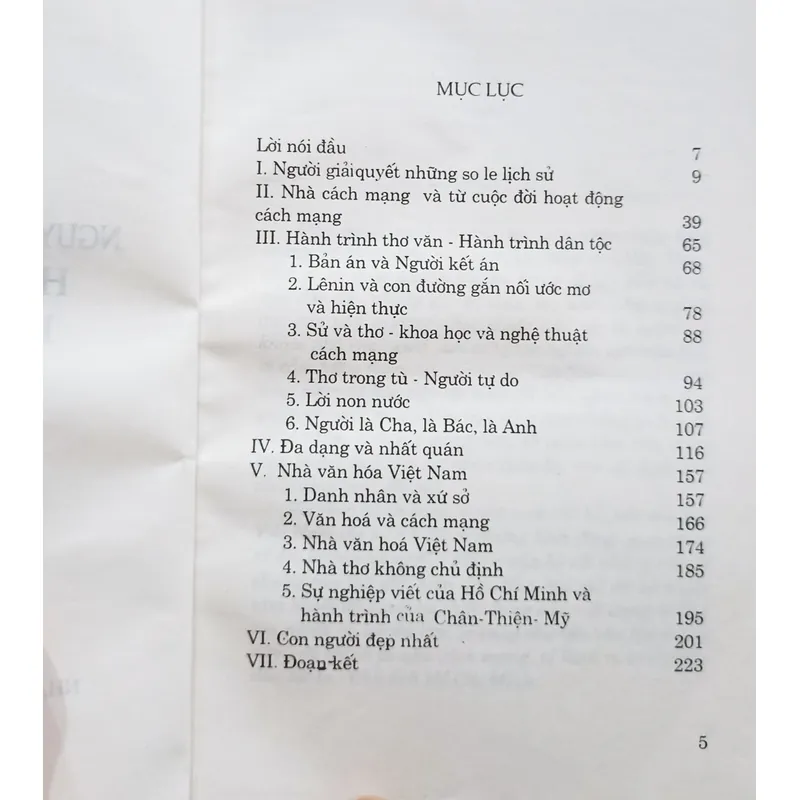 MỤC LỤC
Lời nói đầu 7
I. Người giải quyết những so le lịch sử 9
II. Nhà cách mạng và từ cuộc đời hoạt động
cách mạng 39
III. Hành trình thơ văn - Hành trình dân tộc 65
1. Bản án và Người kết án 68
2. Lênin và con đường gắn nối ước mơ
và hiện thực 78
3. Sử và thơ - khoa học và nghệ thuật 88
cách mạng
4. Thơ trong tù - Người tự do 94
5. Lời non nước 103
6. Người là Cha, là Bác, là Anh 107
IV. Đa dạng và nhất quán 116
V. Nhà văn hóa Việt Nam 157
1. Danh nhân và xứ sở 157
2. Văn hoá và cách mạng 166
3. Nhà văn hoá Việt Nam 174
4. Nhà thơ không chủ định 185
5. Sự nghiệp viết của Hồ Chí Minh và
hành trình của Chân-Thiện- Mỹ 195
VI. Con người đẹp nhất 201
VII. Đoạn kết 223
5